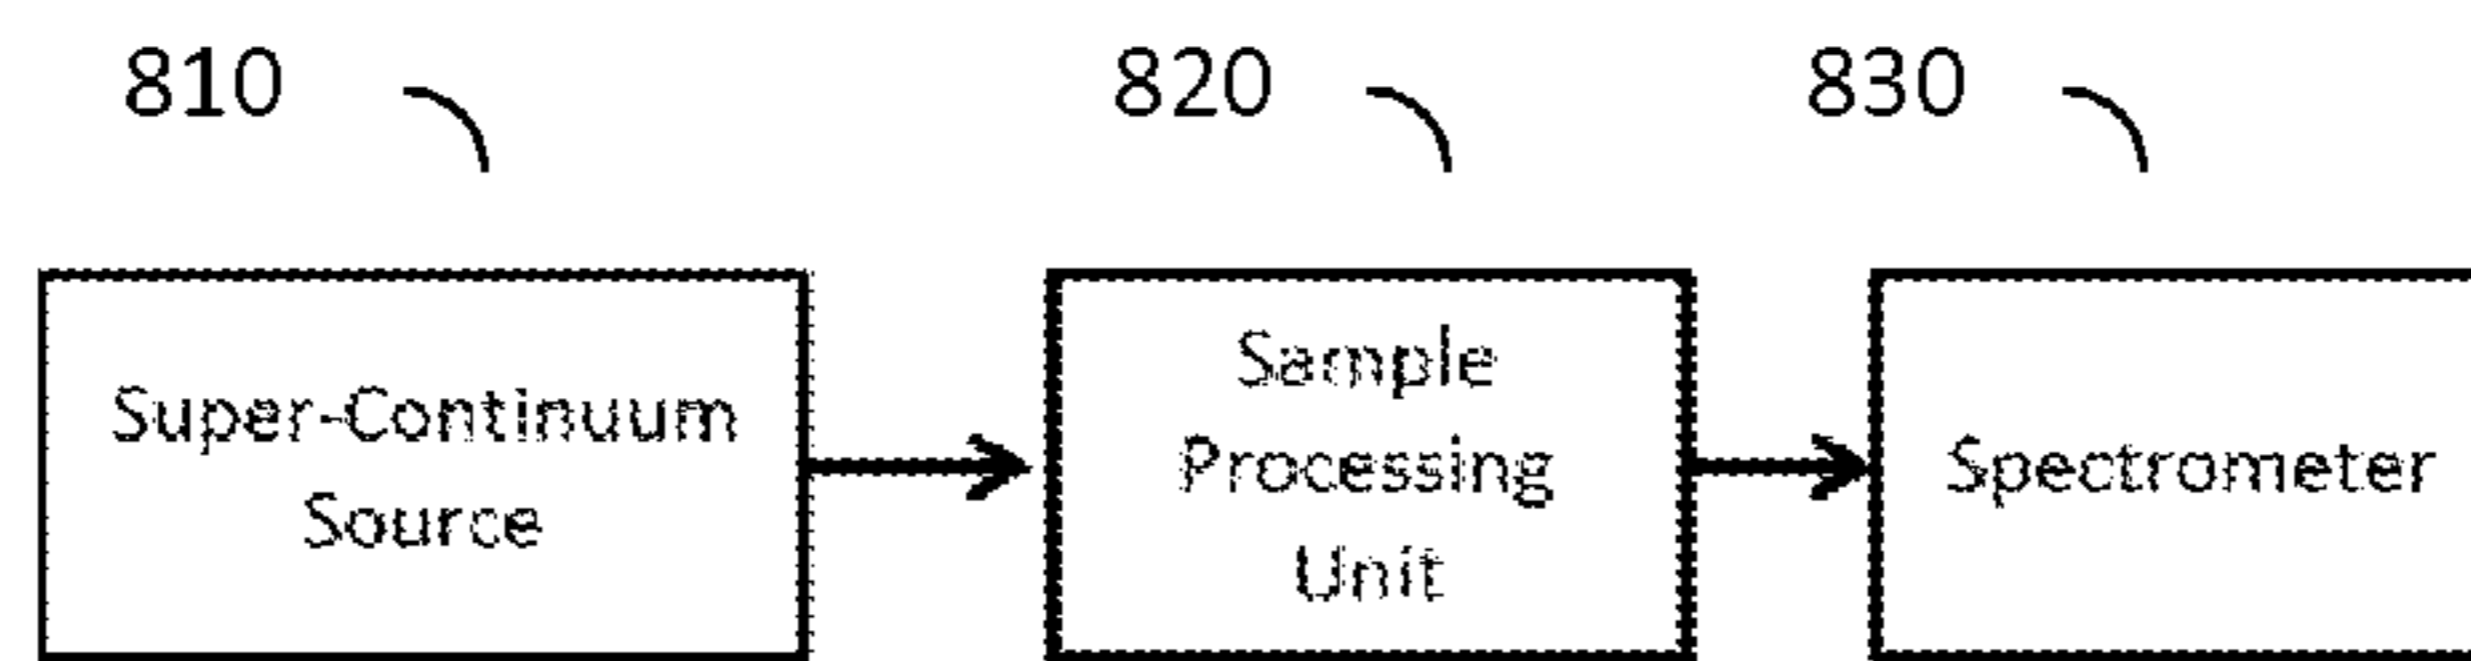 810
820
830
Super-Continuum
Source
Sample
Processing
Unit
Spectrometer